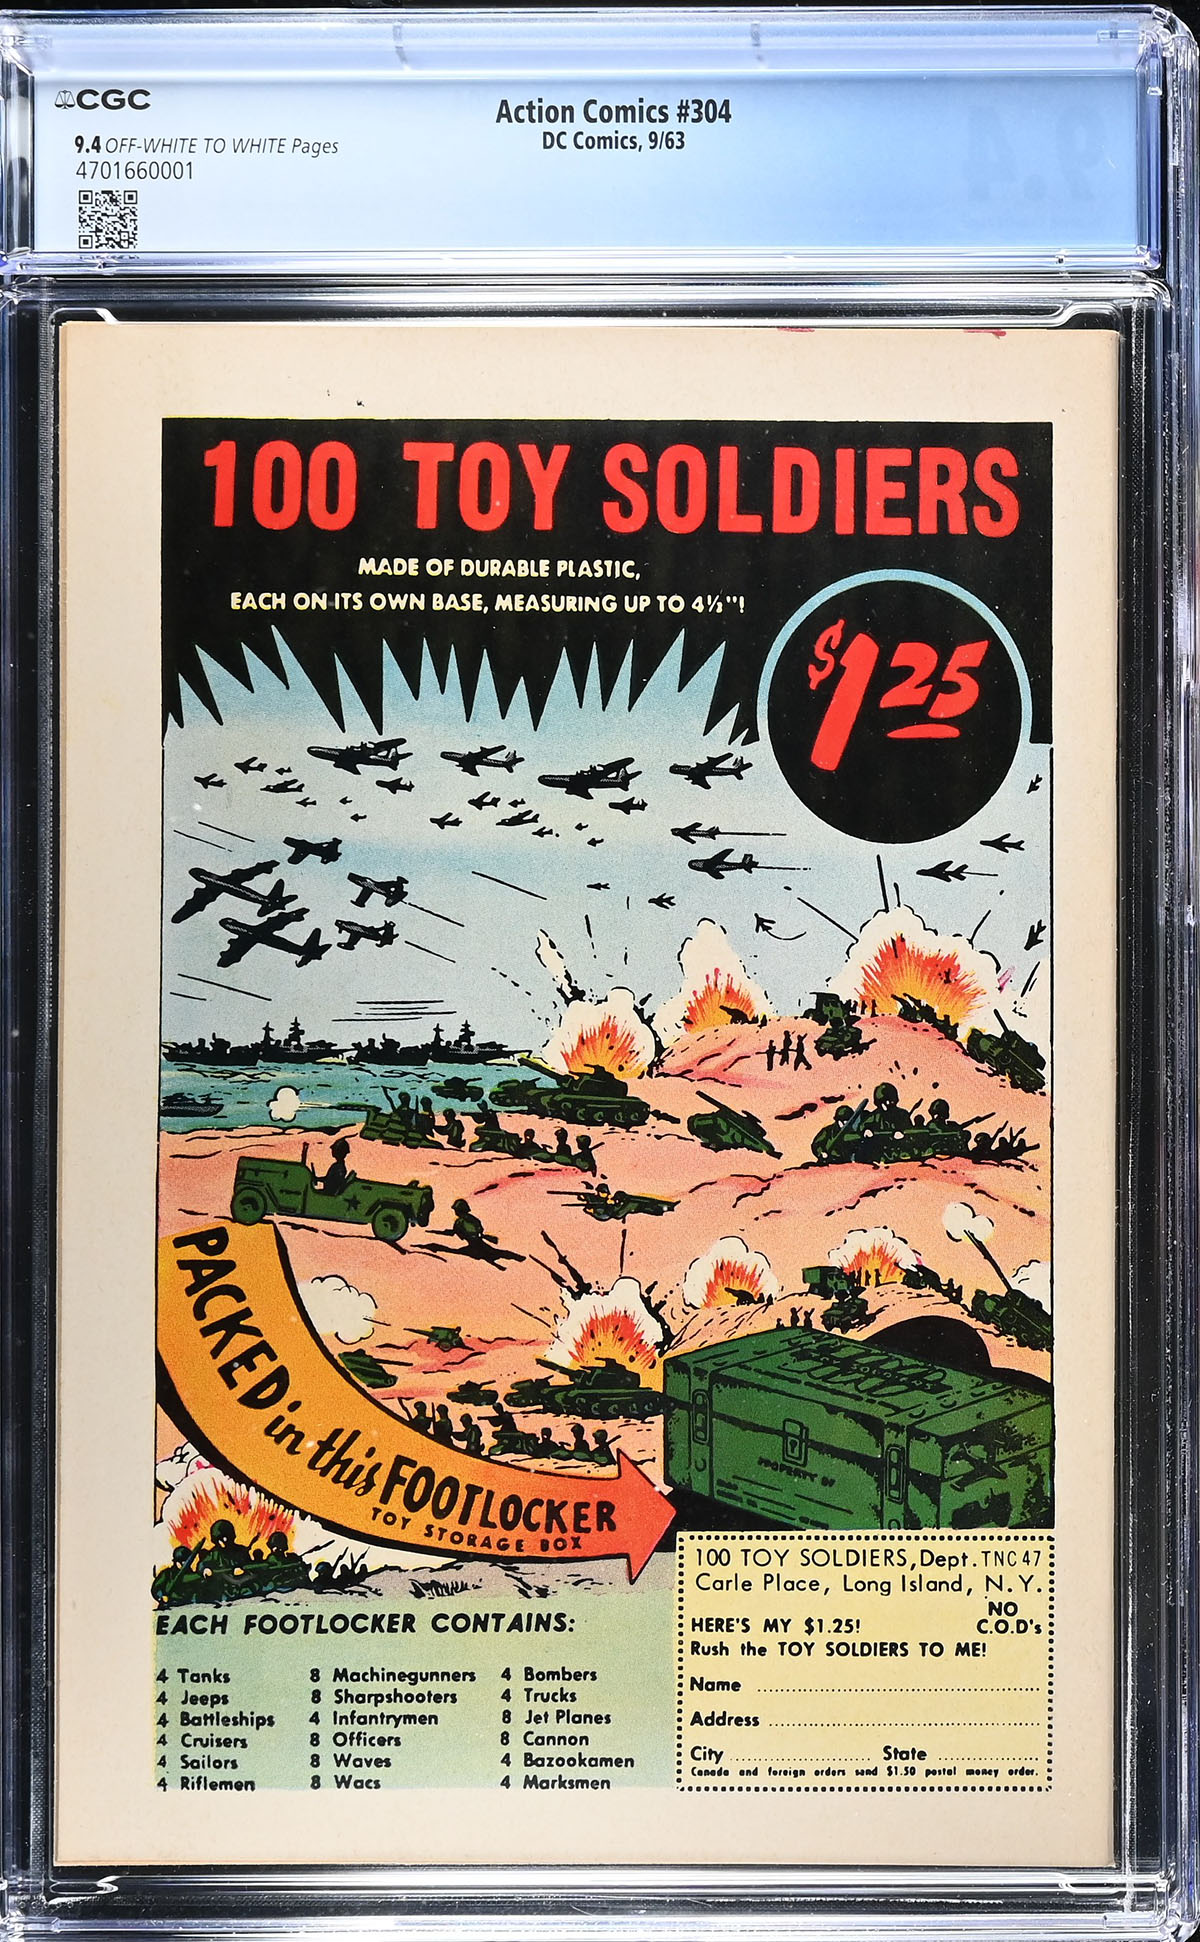 CGC
Action Comics #304
DC Comics, 9/63
9.4 OFF-WHITE TO WHITE Pages
4701660001
100 TOY SOLDIERS
MADE OF DURABLE PLASTIC,
EACH ON ITS OWN BASE, MEASURING UP TO 4½"!
$1.25
PACKED in this FOOTLOCKER
TOY STORAGE BOX
PROPERTY OF
100 TOY SOLDIERS, Dept. TNC 47
Carle Place, Long Island, N.Y.
HERE'S MY $1.25!
NO
C.O.D's
Rush the TOY SOLDIERS TO ME!
Name
Address
City State
Canada and foreign orders send $1.50 postal money order.
EACH FOOTLOCKER CONTAINS:
4 Tanks 8 Machinegunners 4 Bombers
4 Jeeps 8 Sharpshooters 4 Trucks
4 Battleships 4 Infantrymen 8 Jet Planes
4 Cruisers 8 Officers 8 Cannon
4 Sailors 8 Waves 4 Bazookamen
4 Riflemen 8 Wacs 4 Marksmen